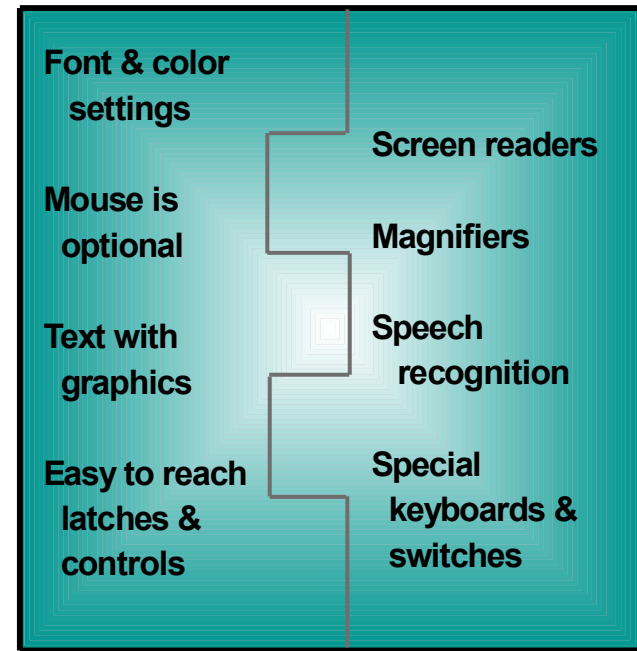 Font & color
settings
Mouse is
optional
Text with
graphics
Easy to reach
latches &
controls
Screen readers
Magnifiers
Speech
recognition
Special
keyboards &
switches